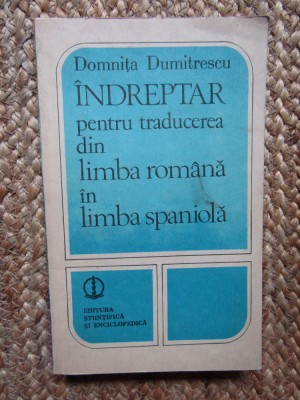 Domnița Dumitrescu
ÎNDREPTAR
pentru traducerea
din
limba română
în
limba spaniolă
EDITURA
ȘTIINȚIFICĂ
ȘI ENCICLOPEDICĂ